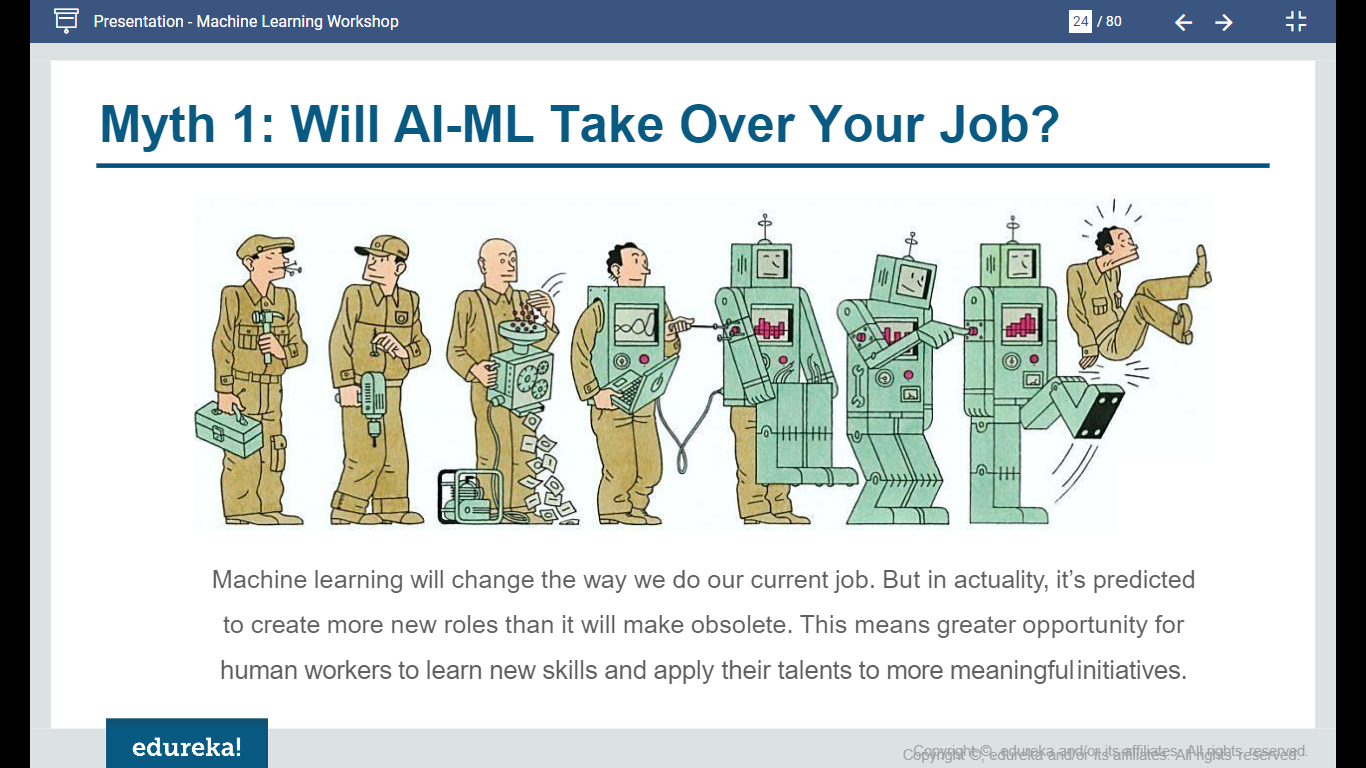 Presentation - Machine Learning Workshop
24 / 80
Myth 1: Will AI-ML Take Over Your Job?
Machine learning will change the way we do our current job. But in actuality, it’s predicted
to create more new roles than it will make obsolete. This means greater opportunity for
human workers to learn new skills and apply their talents to more meaningful initiatives.
edureka!
Copyright ©, edureka and/or its affiliates. All rights reserved.
Copyright ©, edureka and/or its affiliates. All rights reserved.